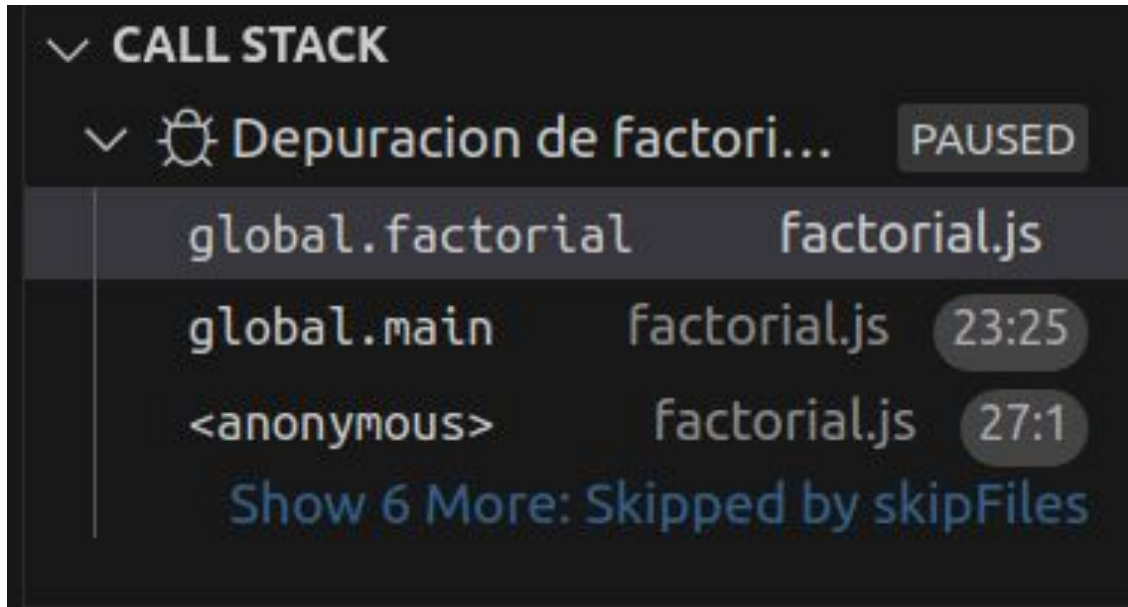 CALL STACK
Depuracion de factori... PAUSED
global.factorial factorial.js
global.main factorial.js 23:25
<anonymous> factorial.js 27:1
Show 6 More: Skipped by skipFiles